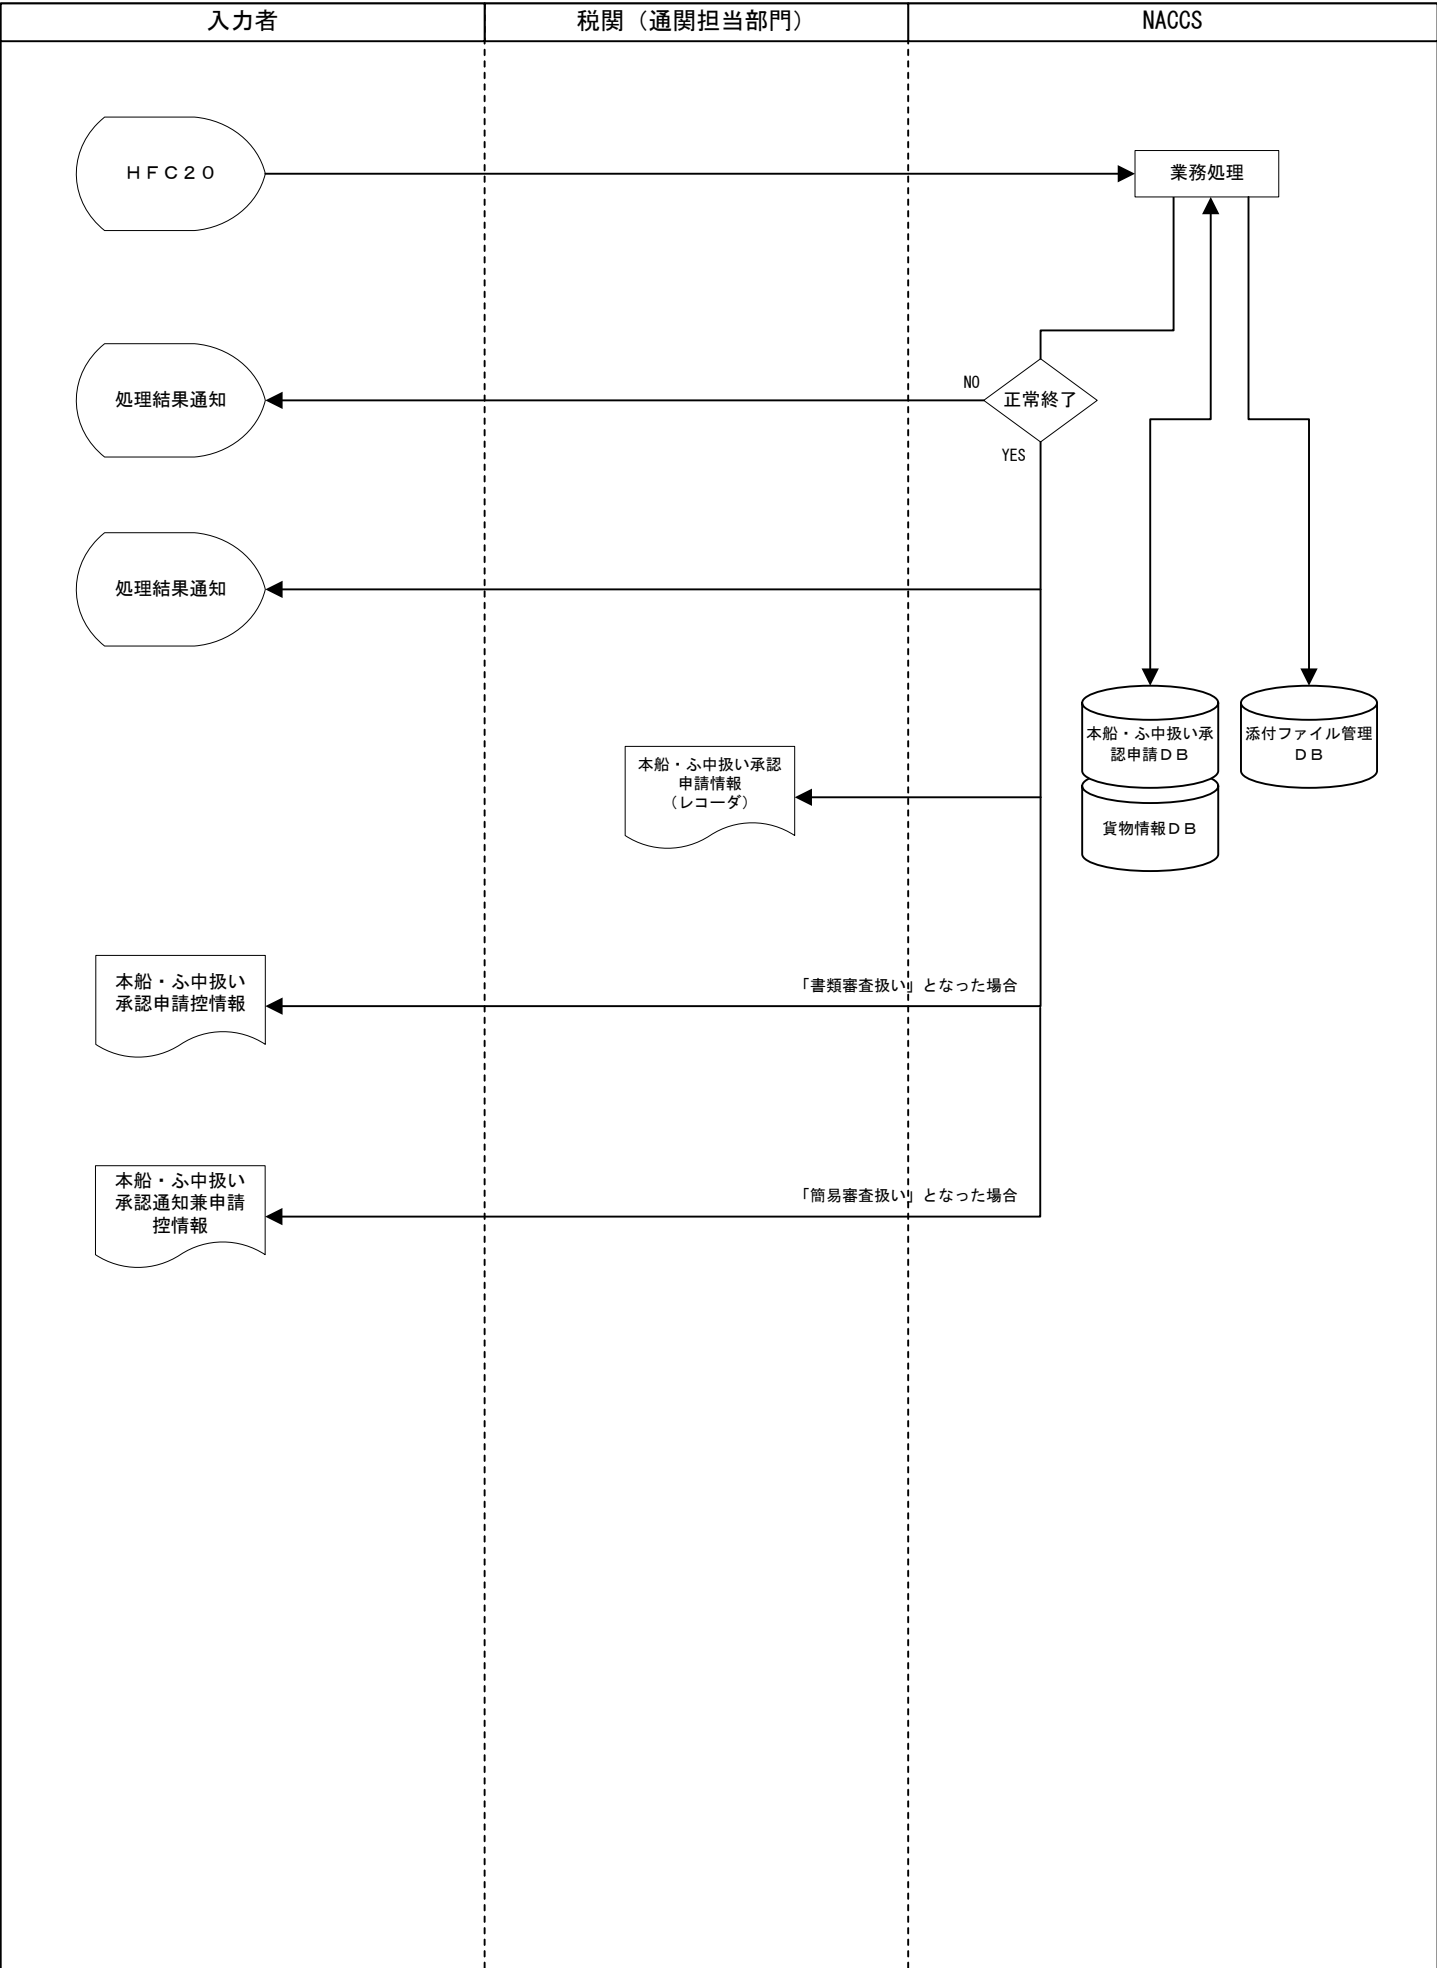 入力者
税関（通関担当部門）
NACCS
ＨＦＣ２０
業務処理
処理結果通知
NO
正常終了
YES
処理結果通知
本船・ふ中扱い承認
申請情報
（レコーダ）
本船・ふ中扱い承
認申請ＤＢ
添付ファイル管理
ＤＢ
貨物情報ＤＢ
本船・ふ中扱い
承認申請控情報
「書類審査扱い」となった場合
本船・ふ中扱い
承認通知兼申請
控情報
「簡易審査扱い」となった場合